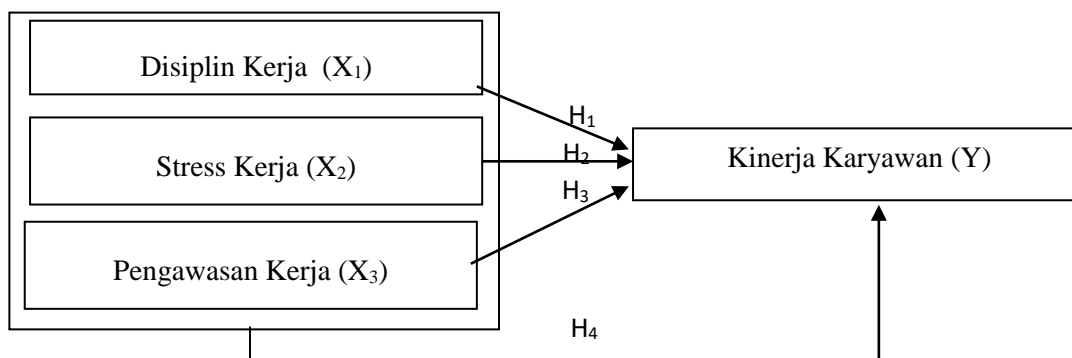 Disiplin Kerja (X₁)
H₁
Stress Kerja (X₂)
H₂
Kinerja Karyawan (Y)
H₃
Pengawasan Kerja (X₃)
H₄